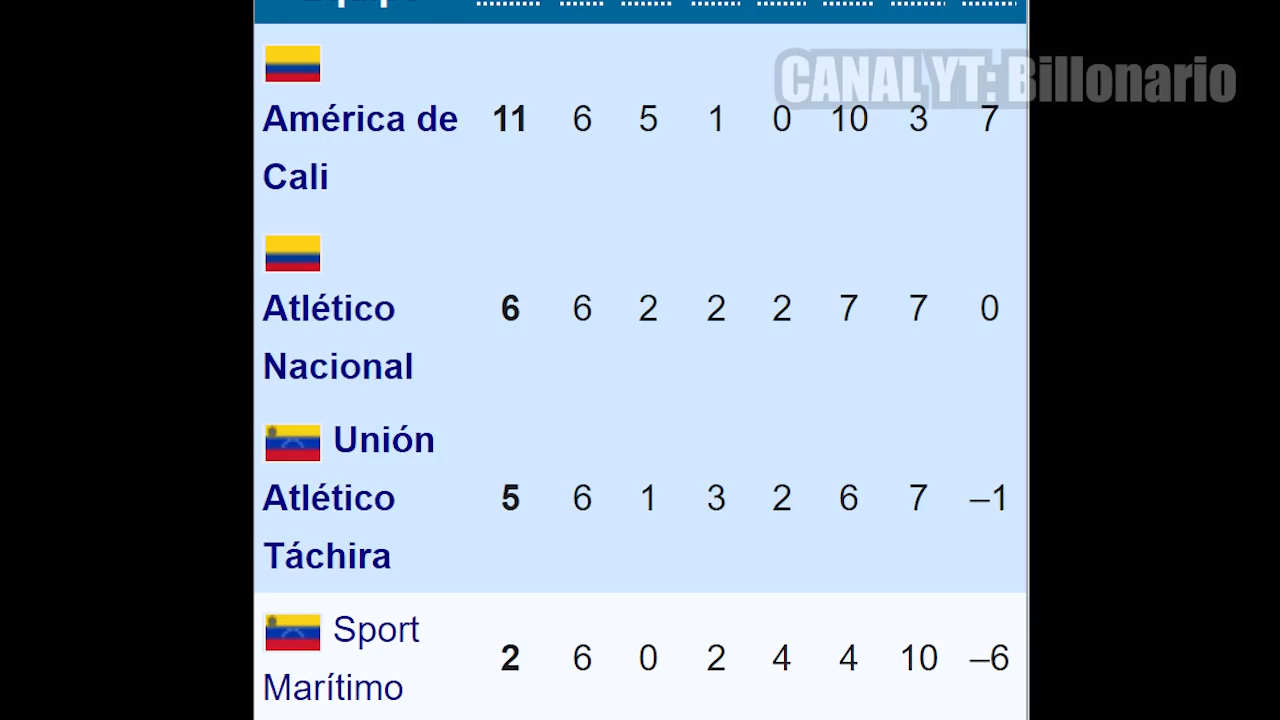 CANAL YT: Billonario
América de
Cali
11 6 5 1 0 10 3 7
Atlético
Nacional
6 6 2 2 2 7 7 0
Unión
Atlético
Táchira
5 6 1 3 2 6 7 –1
Sport
Marítimo
2 6 0 2 4 4 10 –6